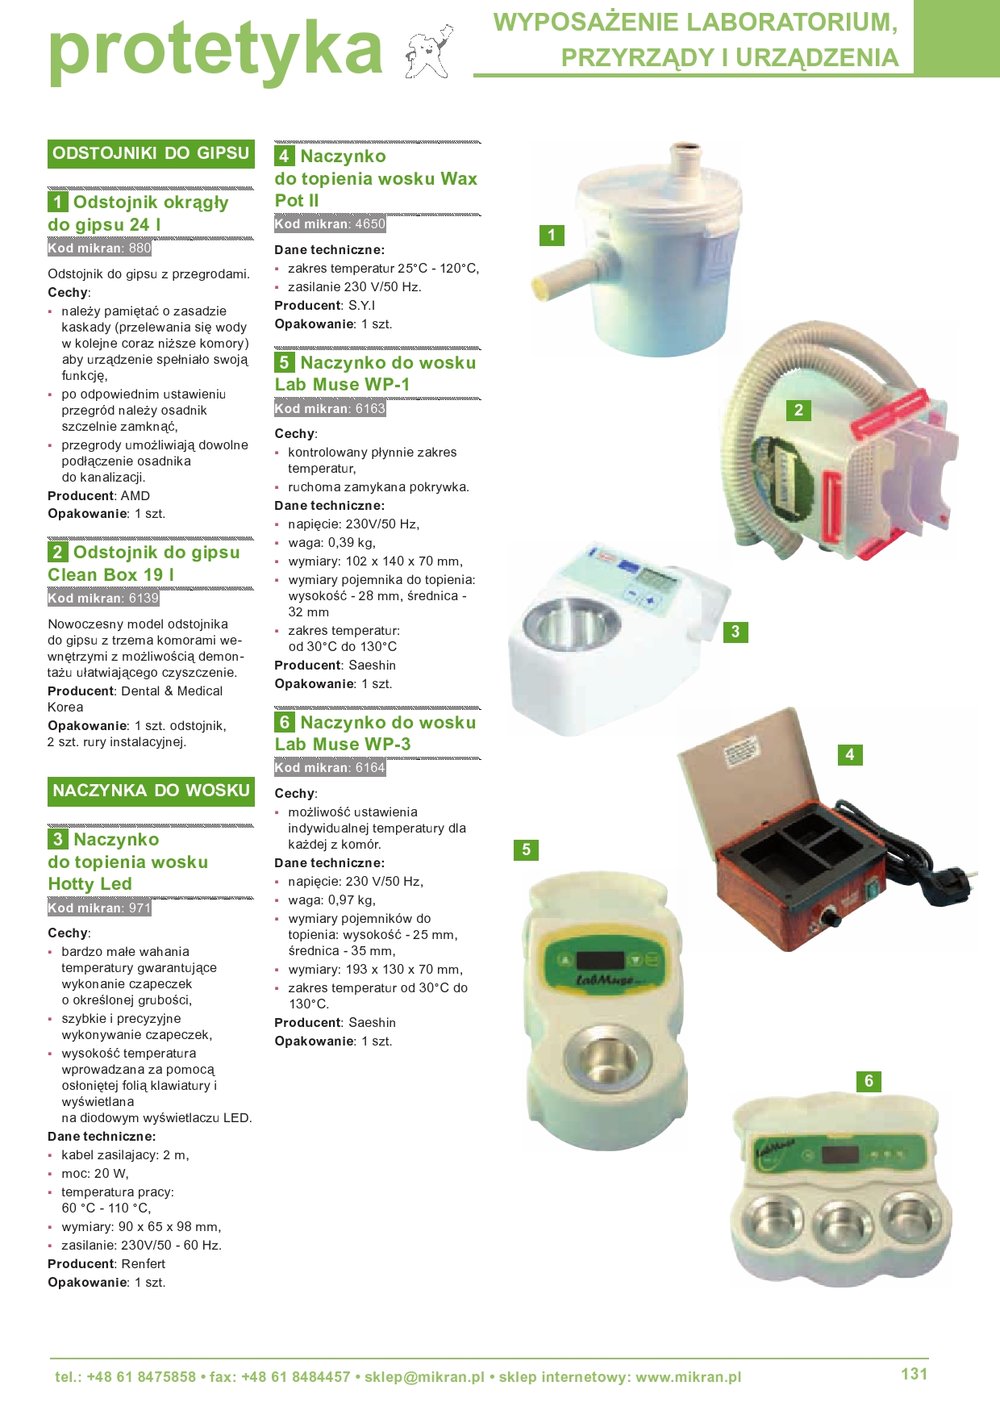 protetyka
WYPOSAŻENIE LABORATORIUM,
PRZYRZĄDY I URZĄDZENIA
ODSTOJNIKI DO GIPSU
1 Odstojnik okrągły
do gipsu 24 l
Kod mikran: 880
Odstojnik do gipsu z przegrodami.
Cechy:
• należy pamiętać o zasadzie
kaskady (przelewania się wody
w kolejne coraz niższe komory)
aby urządzenie spełniało swoją
funkcję,
• po odpowiednim ustawieniu
przegród należy osadnik
szczelnie zamknąć,
• przegrody umożliwiają dowolne
podłączenie osadnika
do kanalizacji.
Producent: AMD
Opakowanie: 1 szt.
2 Odstojnik do gipsu
Clean Box 19 l
Kod mikran: 6139
Nowoczesny model odstojnika
do gipsu z trzema komorami we-
wnętrzymi z możliwością demon-
tażu ułatwiającego czyszczenie.
Producent: Dental & Medical
Korea
Opakowanie: 1 szt. odstojnik,
2 szt. rury instalacyjnej.
NACZYNKA DO WOSKU
3 Naczynko
do topienia wosku
Hotty Led
Kod mikran: 971
Cechy:
• bardzo małe wahania
temperatury gwarantujące
wykonanie czapeczek
o określonej grubości,
• szybkie i precyzyjne
wykonywanie czapeczek,
• wysokość temperatura
wprowadzana za pomocą
osłoniętej folią klawiatury i
wyświetlana
na diodowym wyświetlaczu LED.
Dane techniczne:
• kabel zasilajacy: 2 m,
• moc: 20 W,
• temperatura pracy:
60 °C - 110 °C,
• wymiary: 90 x 65 x 98 mm,
• zasilanie: 230V/50 - 60 Hz.
Producent: Renfert
Opakowanie: 1 szt.
4 Naczynko
do topienia wosku Wax
Pot II
Kod mikran: 4650
Dane techniczne:
• zakres temperatur 25°C - 120°C,
• zasilanie 230 V/50 Hz.
Producent: S.Y.I
Opakowanie: 1 szt.
5 Naczynko do wosku
Lab Muse WP-1
Kod mikran: 6163
Cechy:
• kontrolowany płynnie zakres
temperatur,
• ruchoma zamykana pokrywka.
Dane techniczne:
• napięcie: 230V/50 Hz,
• waga: 0,39 kg,
• wymiary: 102 x 140 x 70 mm,
• wymiary pojemnika do topienia:
wysokość - 28 mm, średnica -
32 mm
• zakres temperatur:
od 30°C do 130°C
Producent: Saeshin
Opakowanie: 1 szt.
6 Naczynko do wosku
Lab Muse WP-3
Kod mikran: 6164
Cechy:
• możliwość ustawienia
indywidualnej temperatury dla
każdej z komór.
Dane techniczne:
• napięcie: 230 V/50 Hz,
• waga: 0,97 kg,
• wymiary pojemników do
topienia: wysokość - 25 mm,
średnica - 35 mm,
• wymiary: 193 x 130 x 70 mm,
• zakres temperatur od 30°C do
130°C.
Producent: Saeshin
Opakowanie: 1 szt.
1
2
3
4
5
LabMuse
6
LabMuse
tel.: +48 61 8475858 • fax: +48 61 8484457 • sklep@mikran.pl • sklep internetowy: www.mikran.pl
131